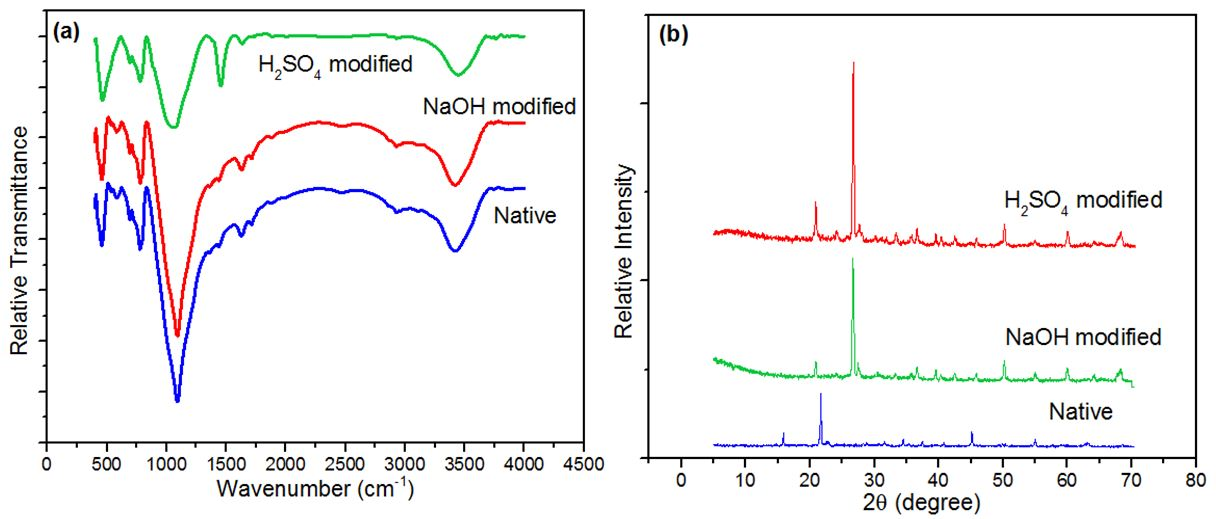 (a)
H₂SO₄ modified
NaOH modified
Native
Relative Transmittance
0 500 1000 1500 2000 2500 3000 3500 4000 4500
Wavenumber (cm⁻¹)
(b)
H₂SO₄ modified
NaOH modified
Native
Relative Intensity
0 10 20 30 40 50 60 70 80
2θ (degree)